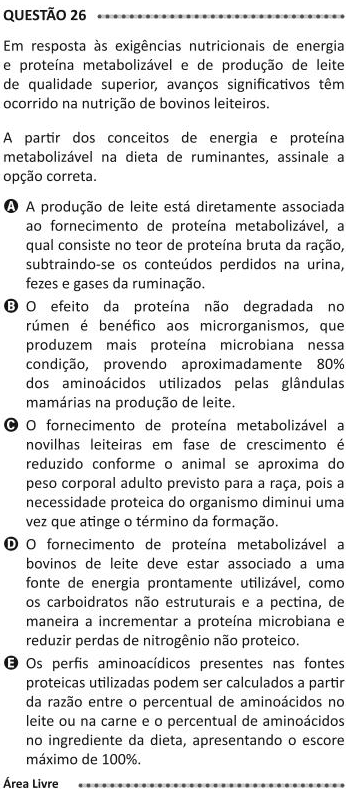 QUESTÃO 26
Em resposta às exigências nutricionais de energia
e proteína metabolizável e de produção de leite
de qualidade superior, avanços significativos têm
ocorrido na nutrição de bovinos leiteiros.
A partir dos conceitos de energia e proteína
metabolizável na dieta de ruminantes, assinale a
opção correta.
A A produção de leite está diretamente associada
ao fornecimento de proteína metabolizável, a
qual consiste no teor de proteína bruta da ração,
subtraindo-se os conteúdos perdidos na urina,
fezes e gases da ruminação.
B O efeito da proteína não degradada no
rúmen é benéfico aos microrganismos, que
produzem mais proteína microbiana nessa
condição, provendo aproximadamente 80%
dos aminoácidos utilizados pelas glândulas
mamárias na produção de leite.
C O fornecimento de proteína metabolizável a
novilhas leiteiras em fase de crescimento é
reduzido conforme o animal se aproxima do
peso corporal adulto previsto para a raça, pois a
necessidade proteica do organismo diminui uma
vez que atinge o término da formação.
D O fornecimento de proteína metabolizável a
bovinos de leite deve estar associado a uma
fonte de energia prontamente utilizável, como
os carboidratos não estruturais e a pectina, de
maneira a incrementar a proteína microbiana e
reduzir perdas de nitrogênio não proteico.
E Os perfis aminoacídicos presentes nas fontes
proteicas utilizadas podem ser calculados a partir
da razão entre o percentual de aminoácidos no
leite ou na carne e o percentual de aminoácidos
no ingrediente da dieta, apresentando o escore
máximo de 100%.
Área Livre